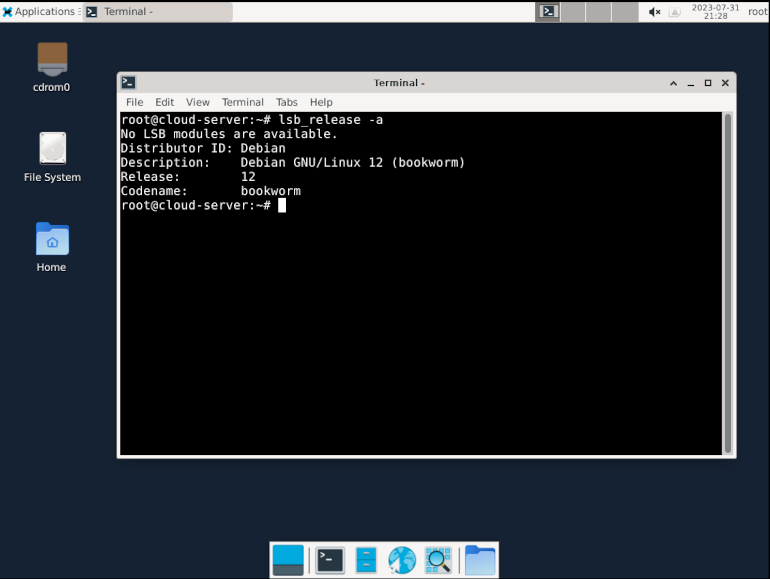 Applications
Terminal -
2023-07-31
21:28
root
cdrom0
File System
Home
Terminal -
File Edit View Terminal Tabs Help
root@cloud-server:~# lsb_release -a
No LSB modules are available.
Distributor ID: Debian
Description:    Debian GNU/Linux 12 (bookworm)
Release:        12
Codename:       bookworm
root@cloud-server:~#